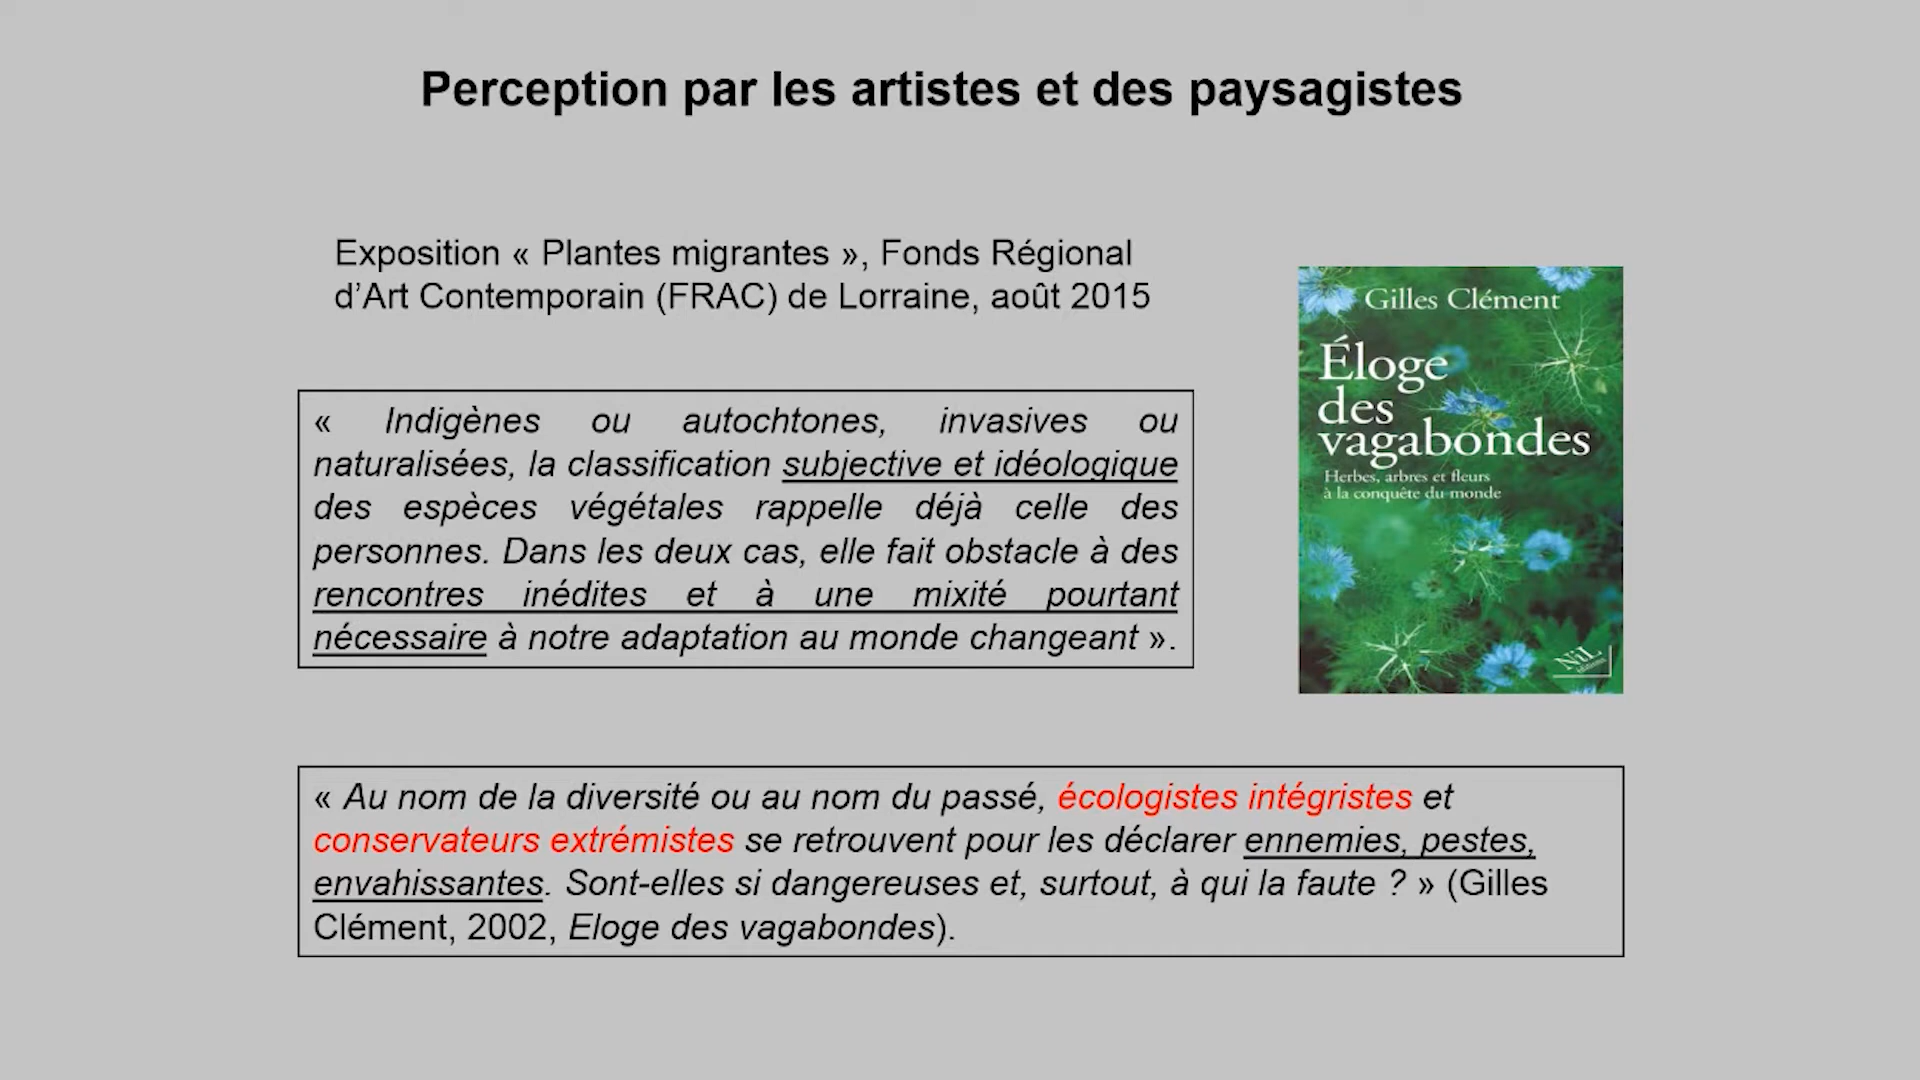 Perception par les artistes et des paysagistes
Exposition « Plantes migrantes », Fonds Régional
d’Art Contemporain (FRAC) de Lorraine, août 2015
« Indigènes ou autochtones, invasives ou
naturalisées, la classification subjective et idéologique
des espèces végétales rappelle déjà celle des
personnes. Dans les deux cas, elle fait obstacle à des
rencontres inédites et à une mixité pourtant
nécessaire à notre adaptation au monde changeant ».
Gilles Clément
Éloge
des
vagabondes
Herbes, arbres et fleurs
à la conquête du monde
NiL
éditions
« Au nom de la diversité ou au nom du passé, écologistes intégristes et
conservateurs extrémistes se retrouvent pour les déclarer ennemies, pestes,
envahissantes. Sont-elles si dangereuses et, surtout, à qui la faute ? » (Gilles
Clément, 2002, Eloge des vagabondes).